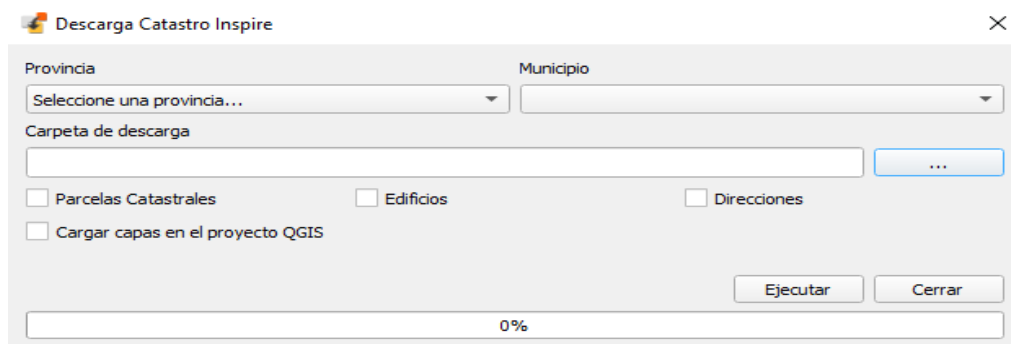 Descarga Catastro Inspire
Provincia Municipio
Seleccione una provincia...
Carpeta de descarga
...
Parcelas Catastrales Edificios Direcciones
Cargar capas en el proyecto QGIS
Ejecutar Cerrar
0%